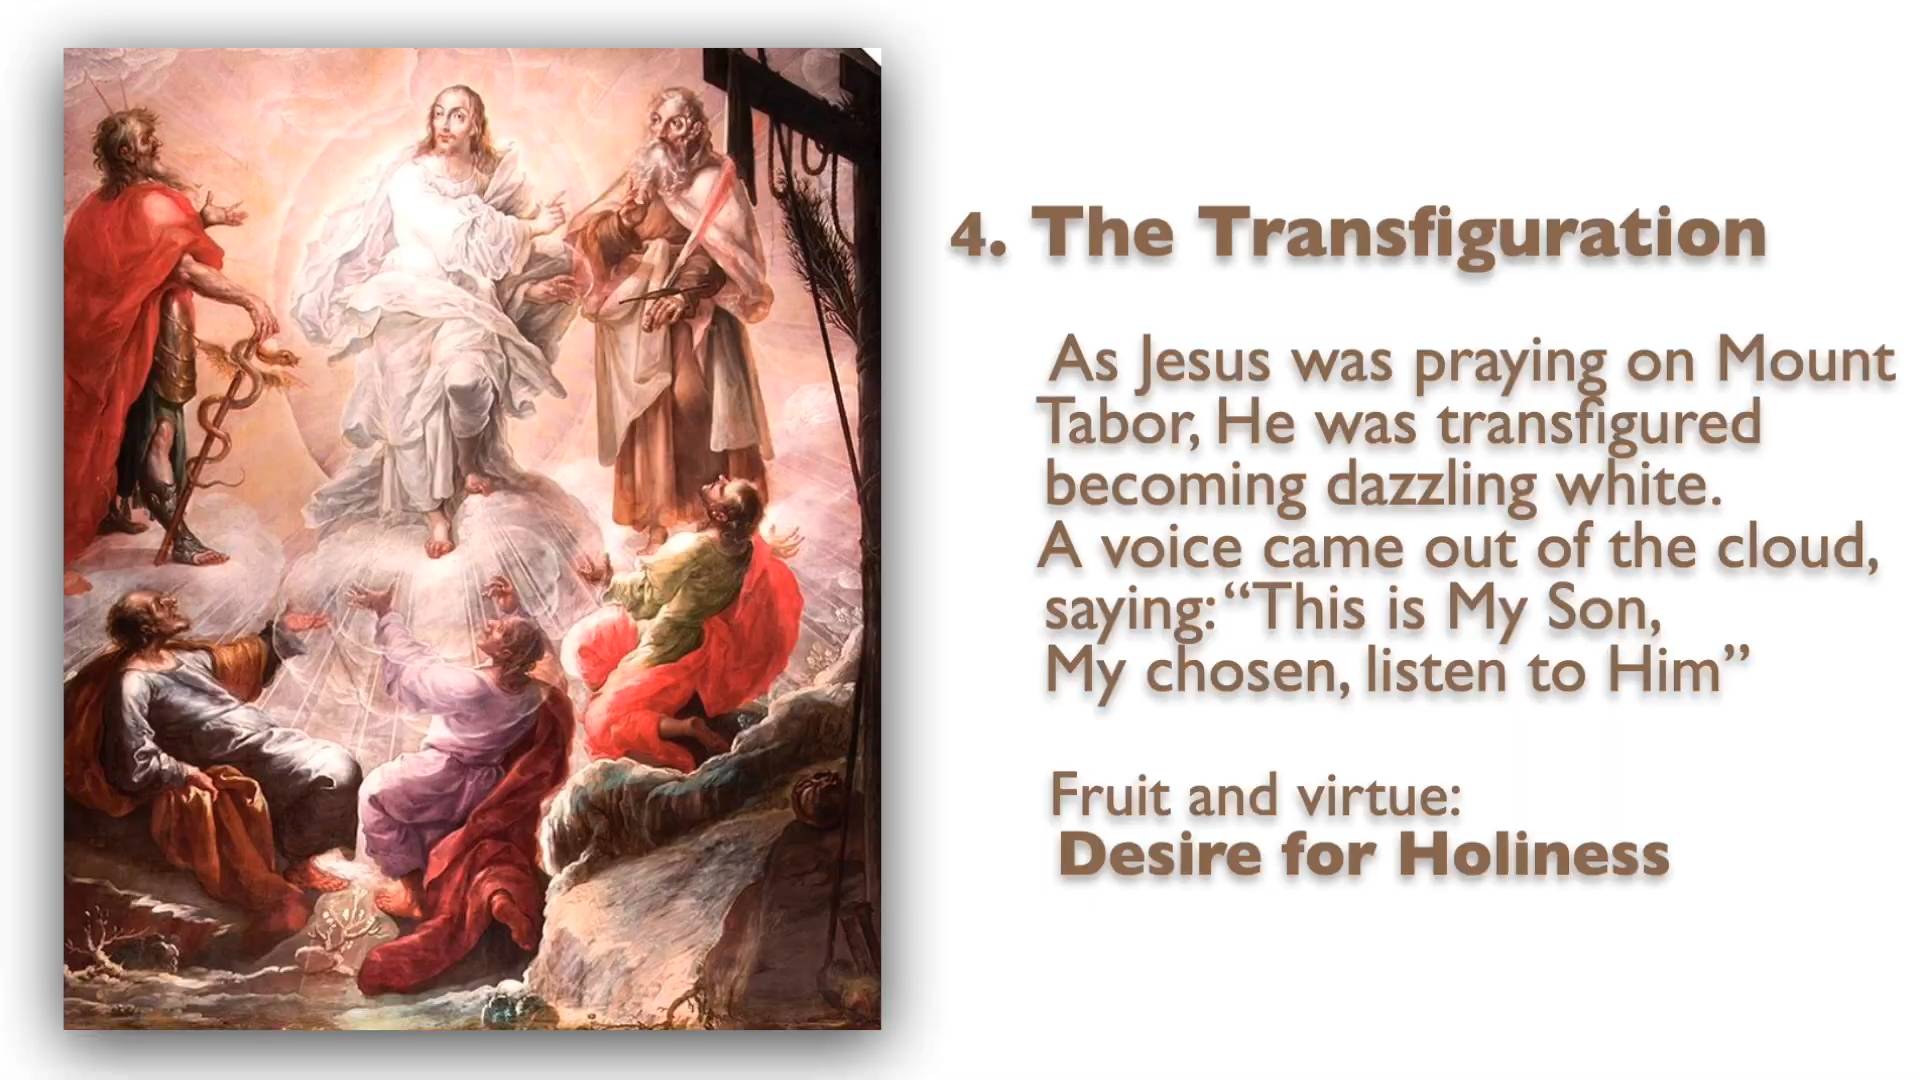 4. The Transfiguration
As Jesus was praying on Mount
Tabor, He was transfigured
becoming dazzling white.
A voice came out of the cloud,
saying: “This is My Son,
My chosen, listen to Him”
Fruit and virtue:
Desire for Holiness